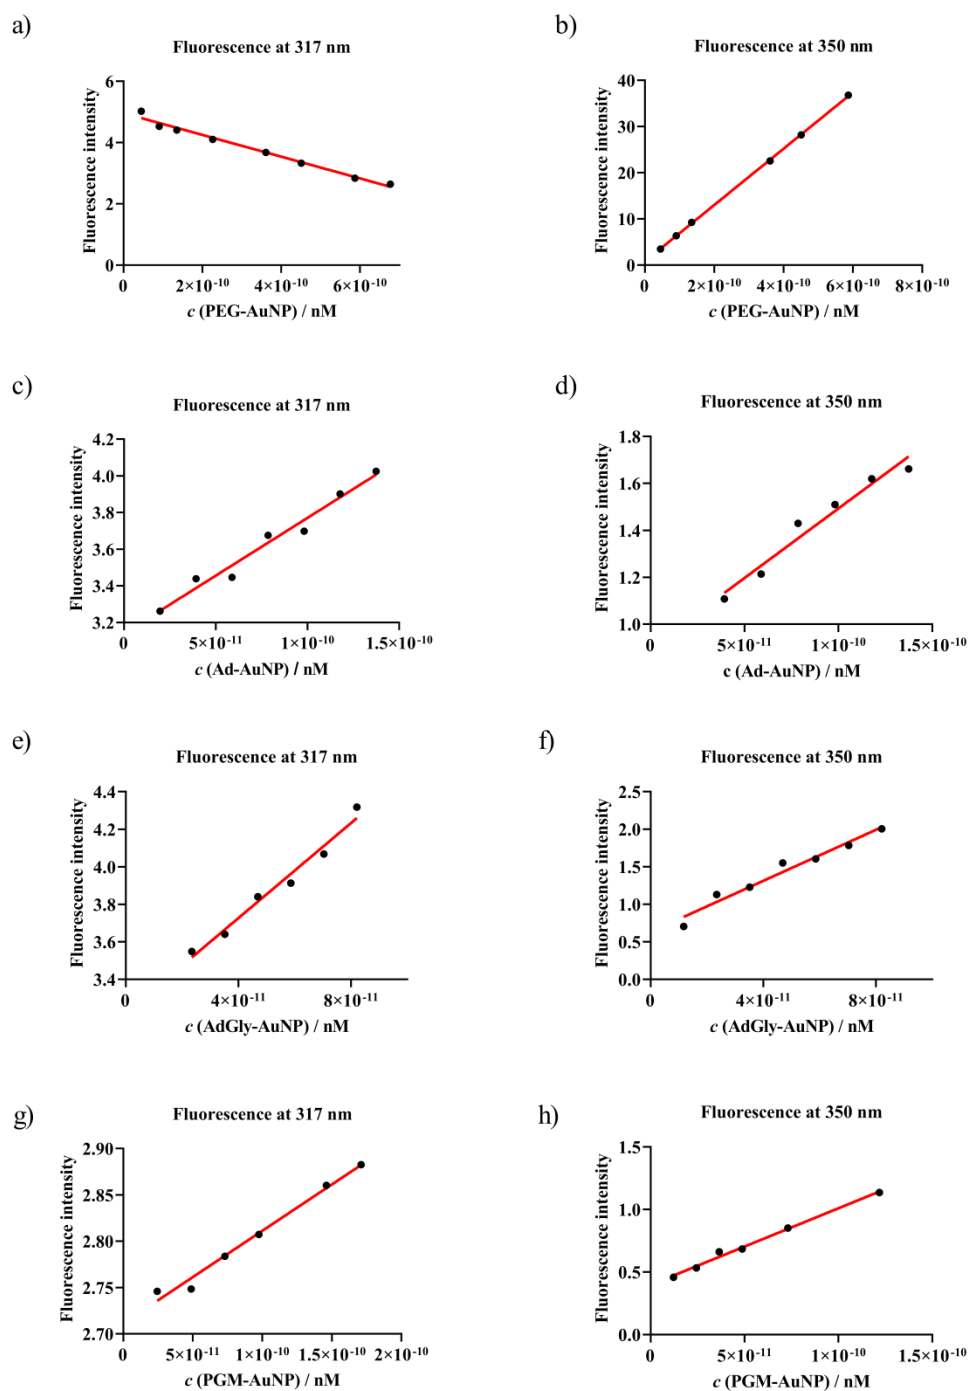 a)
Fluorescence at 317 nm
Fluorescence intensity
6
4
2
0
0 2×10⁻¹⁰ 4×10⁻¹⁰ 6×10⁻¹⁰
c (PEG-AuNP) / nM
b)
Fluorescence at 350 nm
Fluorescence intensity
40
30
20
10
0
0 2×10⁻¹⁰ 4×10⁻¹⁰ 6×10⁻¹⁰ 8×10⁻¹⁰
c (PEG-AuNP) / nM
c)
Fluorescence at 317 nm
Fluorescence intensity
4.2
4.0
3.8
3.6
3.4
3.2
0 5×10⁻¹¹ 1×10⁻¹⁰ 1.5×10⁻¹⁰
c (Ad-AuNP) / nM
d)
Fluorescence at 350 nm
Fluorescence intensity
1.8
1.6
1.4
1.2
1.0
0 5×10⁻¹¹ 1×10⁻¹⁰ 1.5×10⁻¹⁰
c (Ad-AuNP) / nM
e)
Fluorescence at 317 nm
Fluorescence intensity
4.4
4.2
4.0
3.8
3.6
3.4
0 4×10⁻¹¹ 8×10⁻¹¹
c (AdGly-AuNP) / nM
f)
Fluorescence at 350 nm
Fluorescence intensity
2.5
2.0
1.5
1.0
0.5
0.0
0 4×10⁻¹¹ 8×10⁻¹¹
c (AdGly-AuNP) / nM
g)
Fluorescence at 317 nm
Fluorescence intensity
2.90
2.85
2.80
2.75
2.70
0 5×10⁻¹¹ 1×10⁻¹⁰ 1.5×10⁻¹⁰ 2×10⁻¹⁰
c (PGM-AuNP) / nM
h)
Fluorescence at 350 nm
Fluorescence intensity
1.5
1.0
0.5
0.0
0 5×10⁻¹¹ 1×10⁻¹⁰ 1.5×10⁻¹⁰
c (PGM-AuNP) / nM